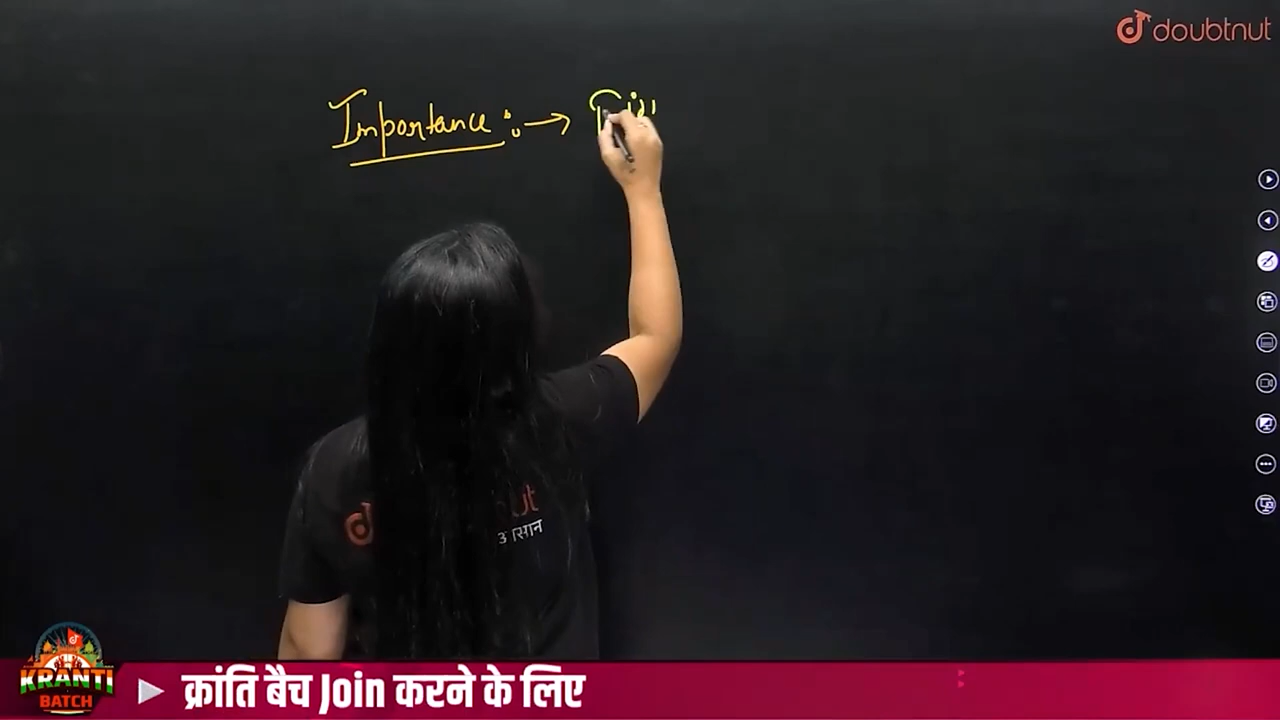 doubtnut
Importance :→
KRANTI
BATCH
क्रांति बैच Join करने के लिए